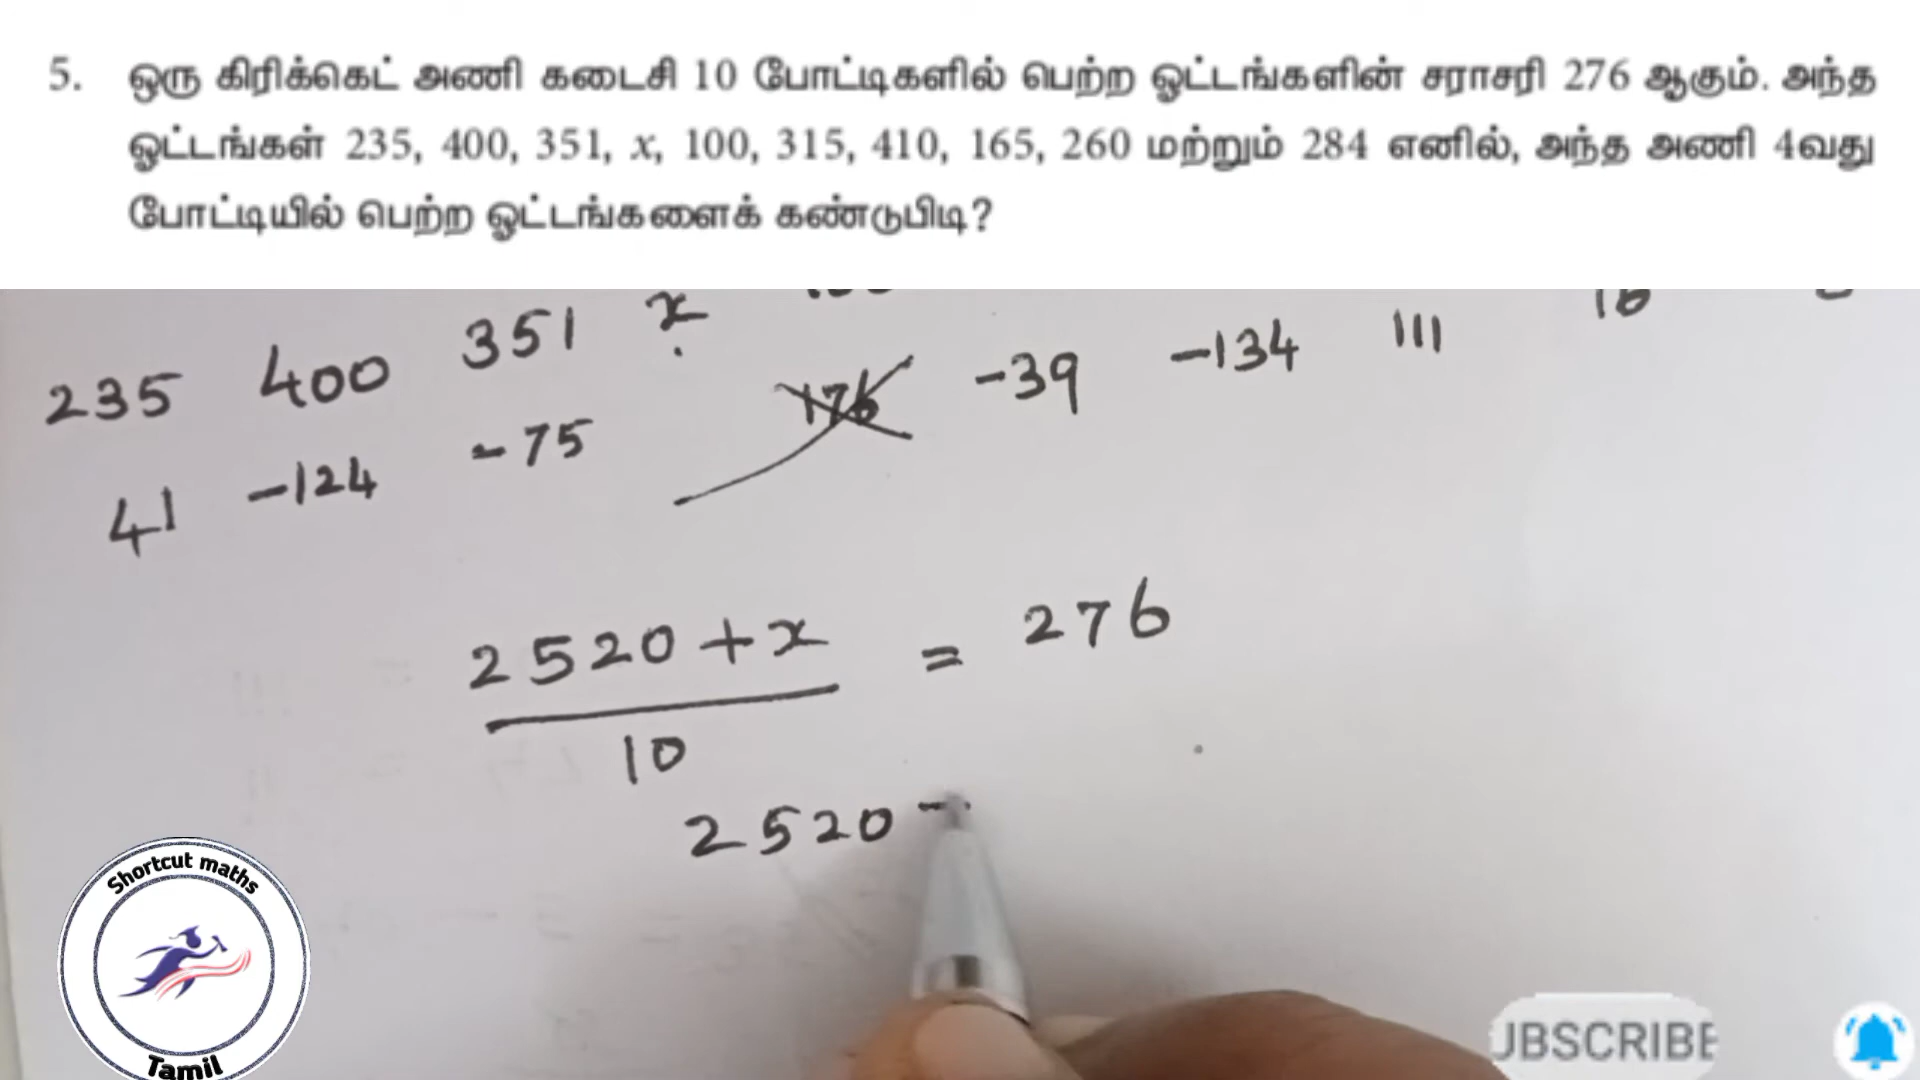 5. ஒரு கிரிக்கெட் அணி கடைசி 10 போட்டிகளில் பெற்ற ஓட்டங்களின் சராசரி 276 ஆகும். அந்த
ஓட்டங்கள் 235, 400, 351, x, 100, 315, 410, 165, 260 மற்றும் 284 எனில், அந்த அணி 4வது
போட்டியில் பெற்ற ஓட்டங்களைக் கண்டுபிடி?
235 400 351 x
41 -124 -75 176 -39 -134 111 16
2520 + x = 276
10
2520
Shortcut maths
Tamil
UBSCRIBE